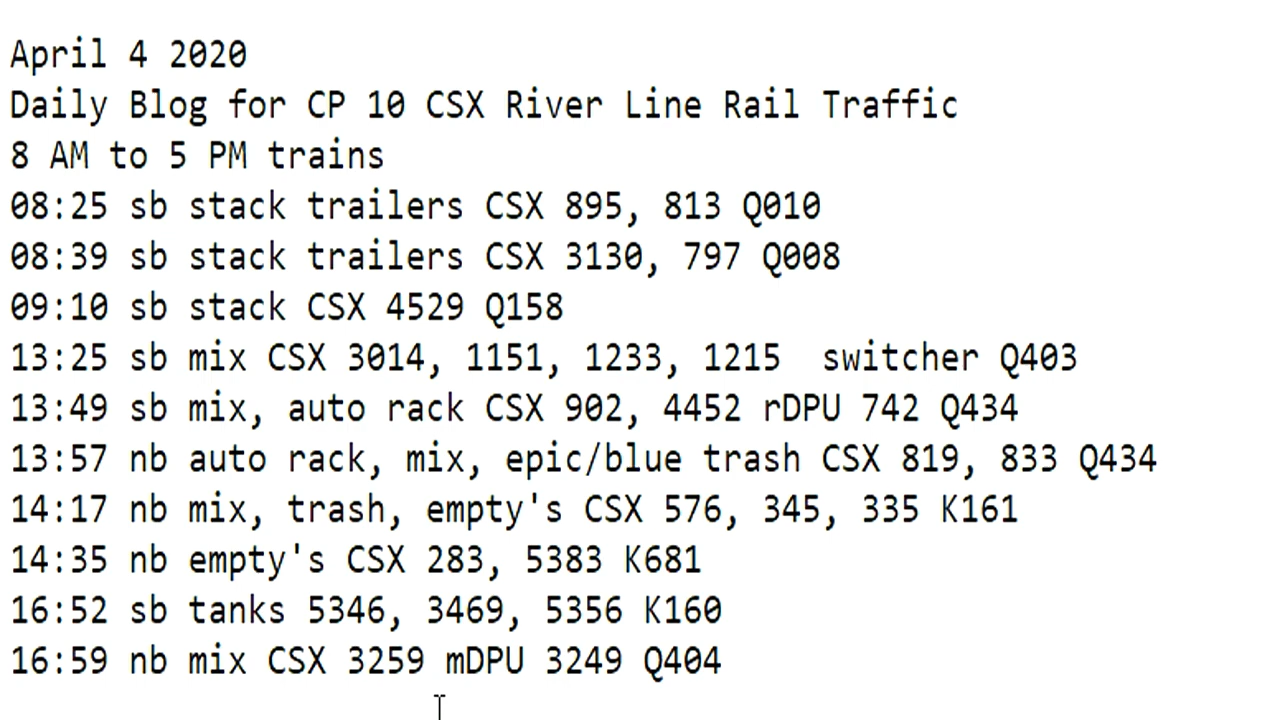 April 4 2020
Daily Blog for CP 10 CSX River Line Rail Traffic
8 AM to 5 PM trains
08:25 sb stack trailers CSX 895, 813 Q010
08:39 sb stack trailers CSX 3130, 797 Q008
09:10 sb stack CSX 4529 Q158
13:25 sb mix CSX 3014, 1151, 1233, 1215  switcher Q403
13:49 sb mix, auto rack CSX 902, 4452 rDPU 742 Q434
13:57 nb auto rack, mix, epic/blue trash CSX 819, 833 Q434
14:17 nb mix, trash, empty's CSX 576, 345, 335 K161
14:35 nb empty's CSX 283, 5383 K681
16:52 sb tanks 5346, 3469, 5356 K160
16:59 nb mix CSX 3259 mDPU 3249 Q404